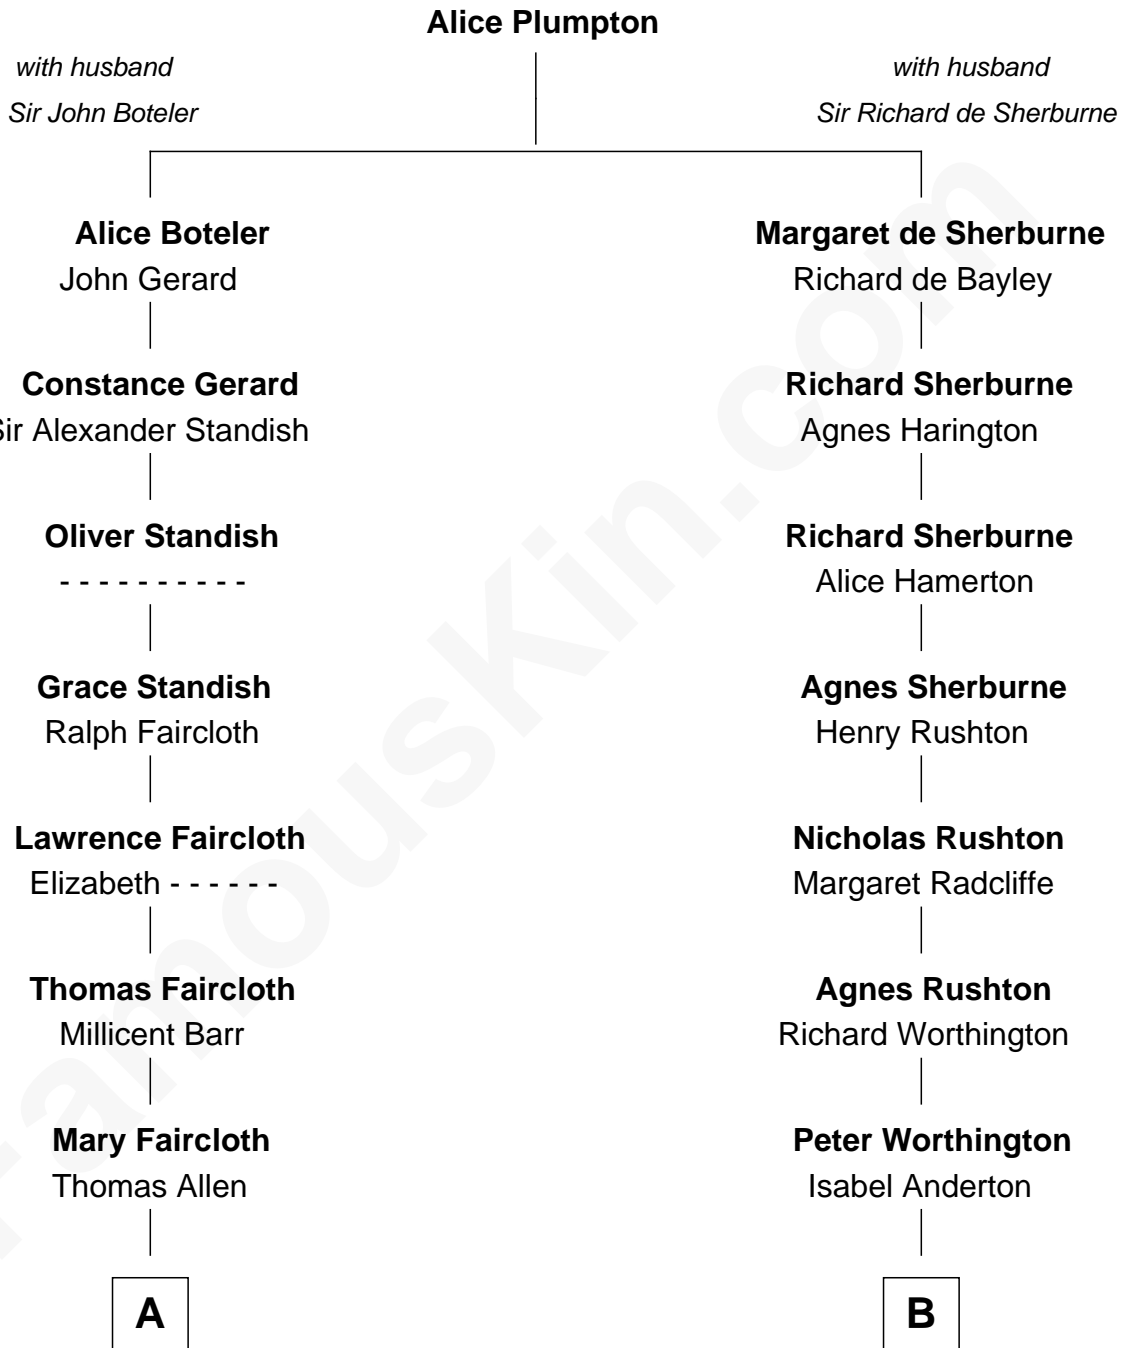 Alice Plumpton
with husband
Sir John Boteler
with husband
Sir Richard de Sherburne
Alice Boteler
John Gerard
Margaret de Sherburne
Richard de Bayley
Constance Gerard
Sir Alexander Standish
Richard Sherburne
Agnes Harington
Oliver Standish
- - - - - - - - - -
Richard Sherburne
Alice Hamerton
Grace Standish
Ralph Faircloth
Agnes Sherburne
Henry Rushton
Lawrence Faircloth
Elizabeth - - - - - -
Nicholas Rushton
Margaret Radcliffe
Thomas Faircloth
Millicent Barr
Agnes Rushton
Richard Worthington
Mary Faircloth
Thomas Allen
Peter Worthington
Isabel Anderton
A
B
FamousKin.com